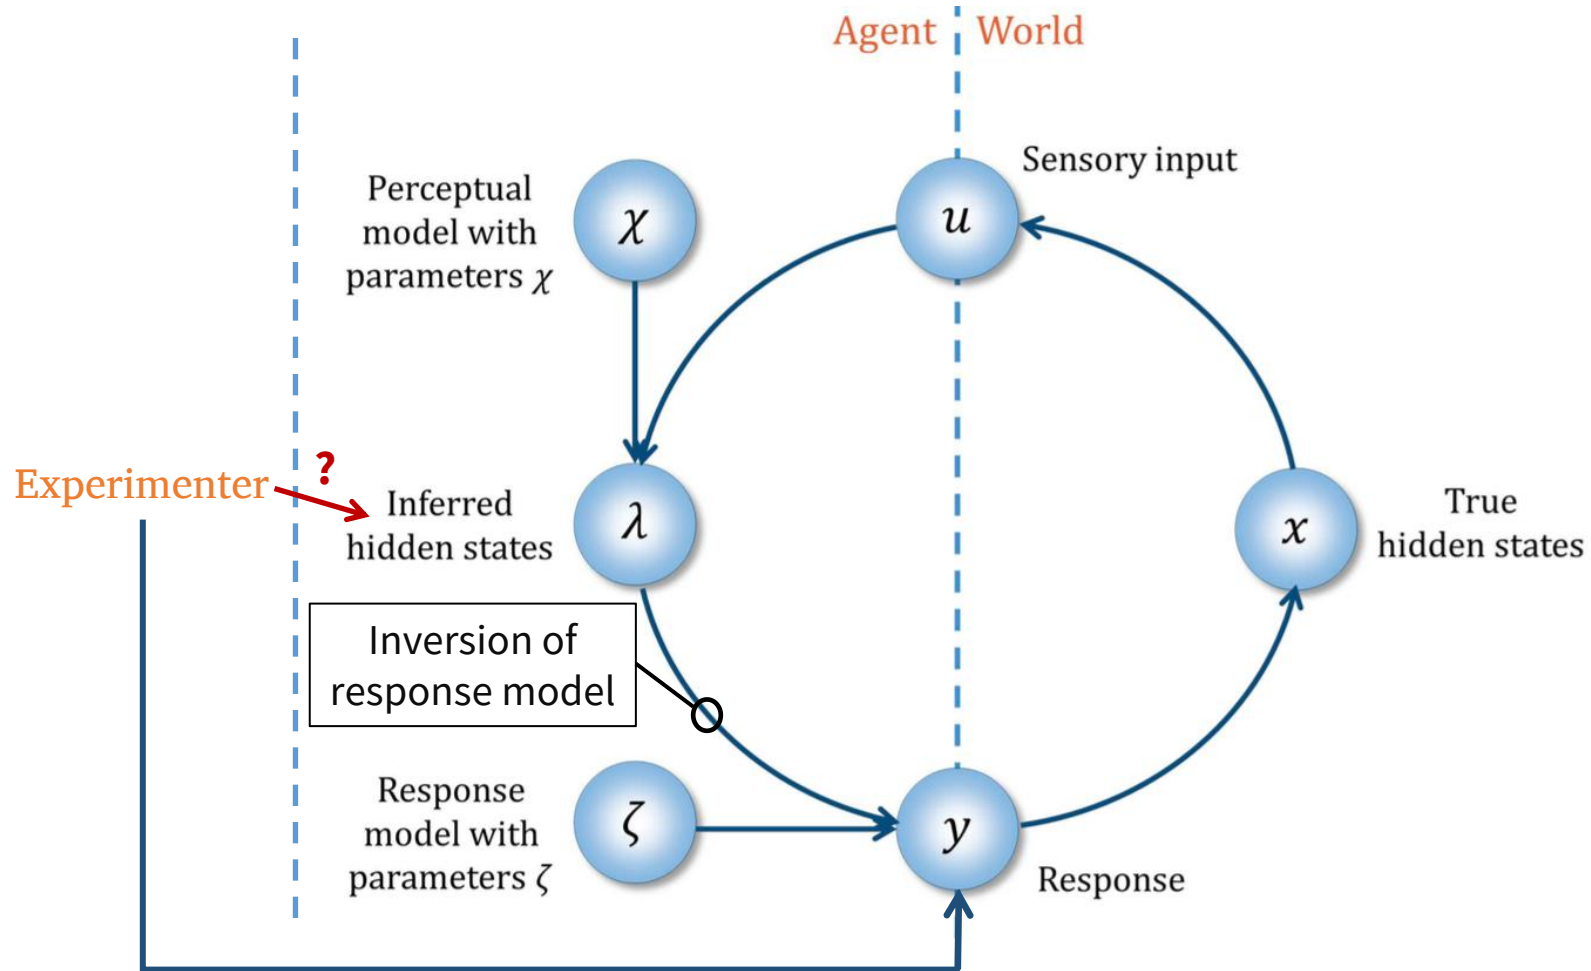 Agent World
Sensory input
Perceptual
model with
parameters χ
χ
u
Experimenter
?
Inferred
hidden states
λ
x
True
hidden states
Inversion of
response model
Response
model with
parameters ζ
ζ
y
Response